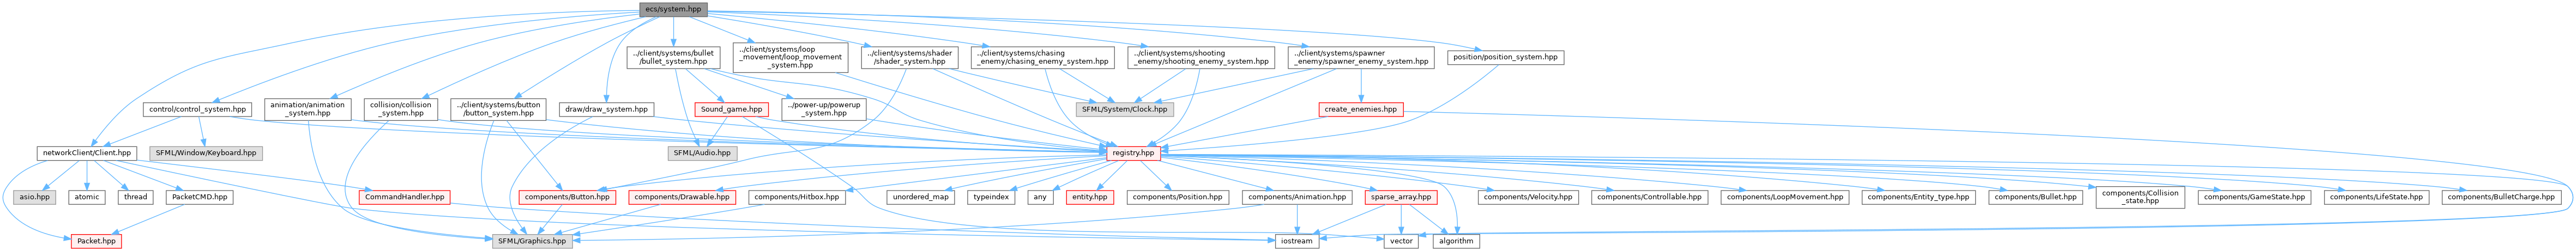 ecs/system.hpp
../client/systems/bullet
/bullet_system.hpp
../client/systems/loop
_movement/loop_movement
_system.hpp
../client/systems/shader
/shader_system.hpp
../client/systems/chasing
_enemy/chasing_enemy_system.hpp
../client/systems/shooting
_enemy/shooting_enemy_system.hpp
../client/systems/spawner
_enemy/spawner_enemy_system.hpp
position/position_system.hpp
control/control_system.hpp
animation/animation
_system.hpp
collision/collision
_system.hpp
../client/systems/button
/button_system.hpp
draw/draw_system.hpp
Sound_game.hpp
../power-up/powerup
_system.hpp
SFML/System/Clock.hpp
create_enemies.hpp
networkClient/Client.hpp
SFML/Window/Keyboard.hpp
SFML/Audio.hpp
registry.hpp
asio.hpp
atomic
thread
PacketCMD.hpp
CommandHandler.hpp
components/Button.hpp
components/Drawable.hpp
components/Hitbox.hpp
unordered_map
typeindex
any
entity.hpp
components/Position.hpp
components/Animation.hpp
sparse_array.hpp
components/Velocity.hpp
components/Controllable.hpp
components/LoopMovement.hpp
components/Entity_type.hpp
components/Bullet.hpp
components/Collision
_state.hpp
components/GameState.hpp
components/LifeState.hpp
components/BulletCharge.hpp
Packet.hpp
SFML/Graphics.hpp
iostream
vector
algorithm